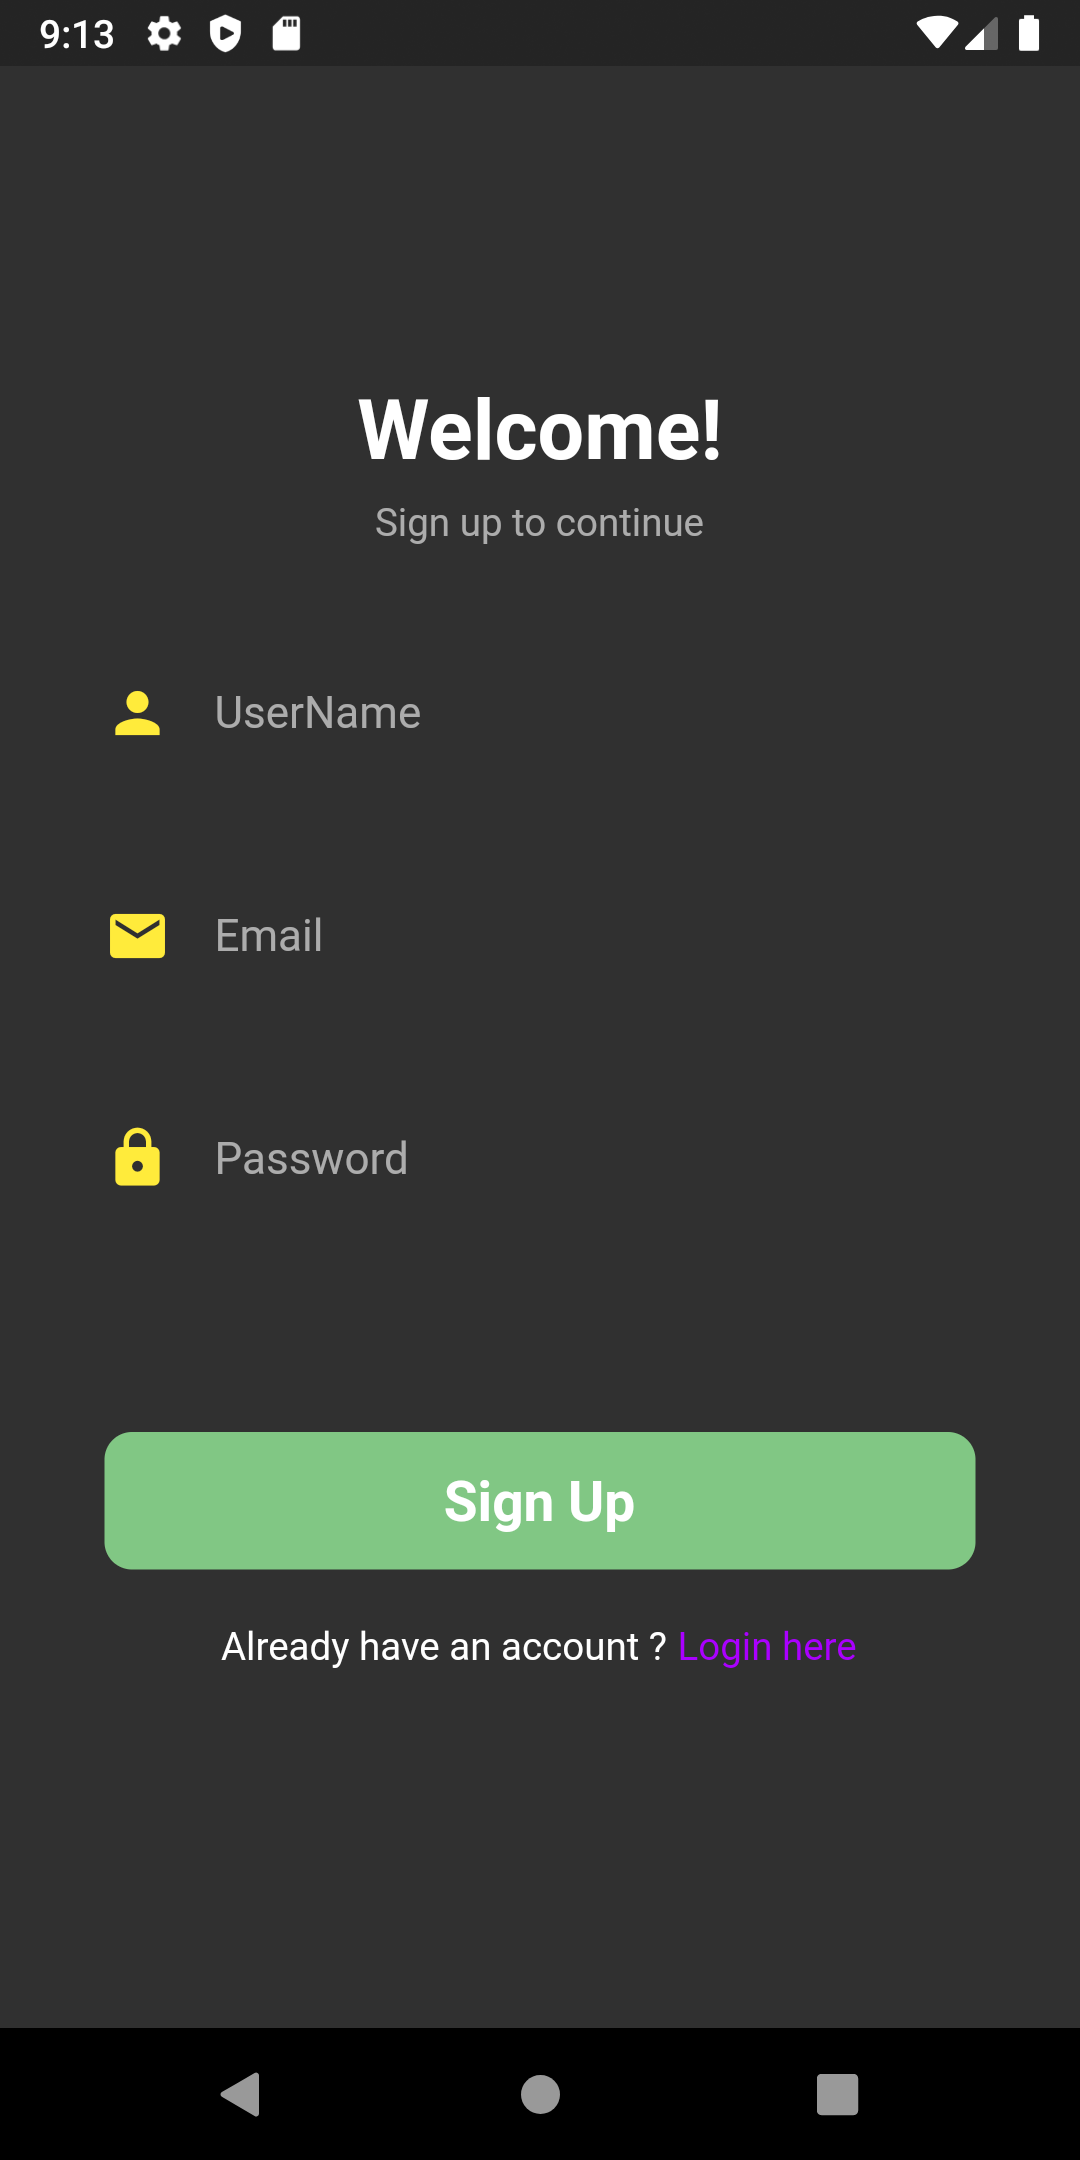 9:13
Welcome!
Sign up to continue
UserName
Email
Password
Sign Up
Already have an account ? Login here